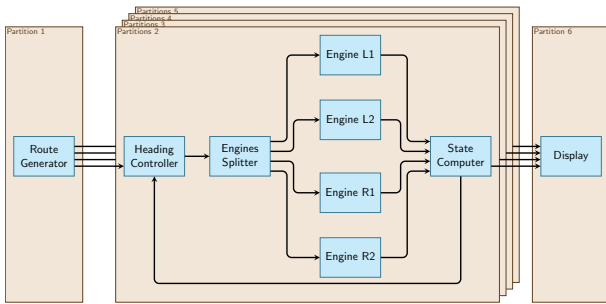 Partition 1
Partitions 5
Partitions 4
Partitions 3
Partitions 2
Partition 6
Route
Generator
Heading
Controller
Engines
Splitter
Engine L1
Engine L2
Engine R1
Engine R2
State
Computer
Display